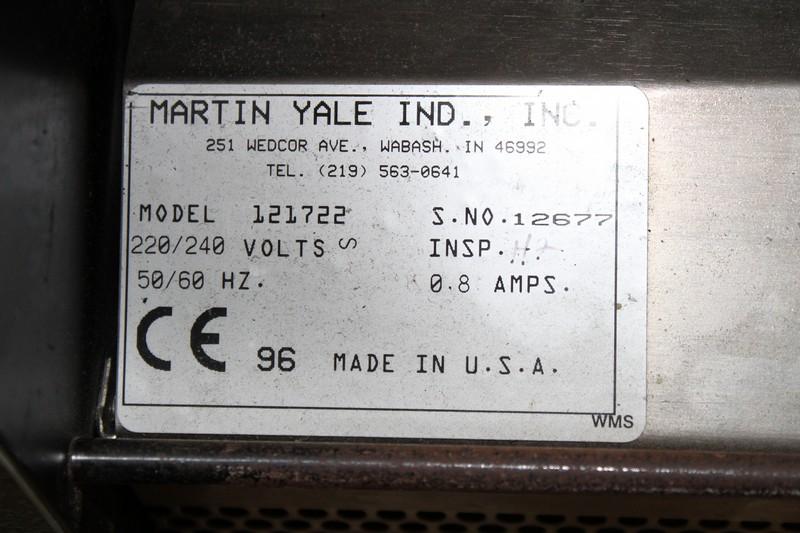 MARTIN YALE IND., INC.
251 WEDCOR AVE., WABASH. IN 46992
TEL. (219) 563-0641
MODEL 121722 S.NO. 12677
220/240 VOLTS ∽ INSP.
50/60 HZ. 0.8 AMPS.
CE 96 MADE IN U.S.A.
WMS